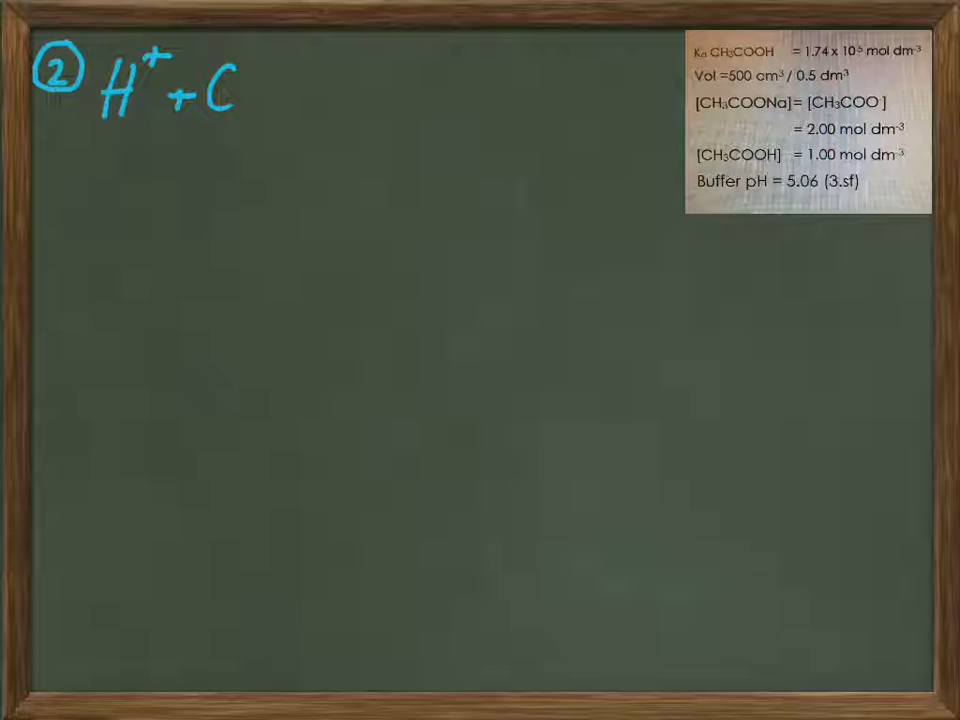 ② H⁺ + C
Ka CH₃COOH = 1.74 x 10⁻⁵ mol dm⁻³
Vol =500 cm³ / 0.5 dm³
[CH₃COONa]= [CH₃COO⁻]
= 2.00 mol dm⁻³
[CH₃COOH] = 1.00 mol dm⁻³
Buffer pH = 5.06 (3.sf)